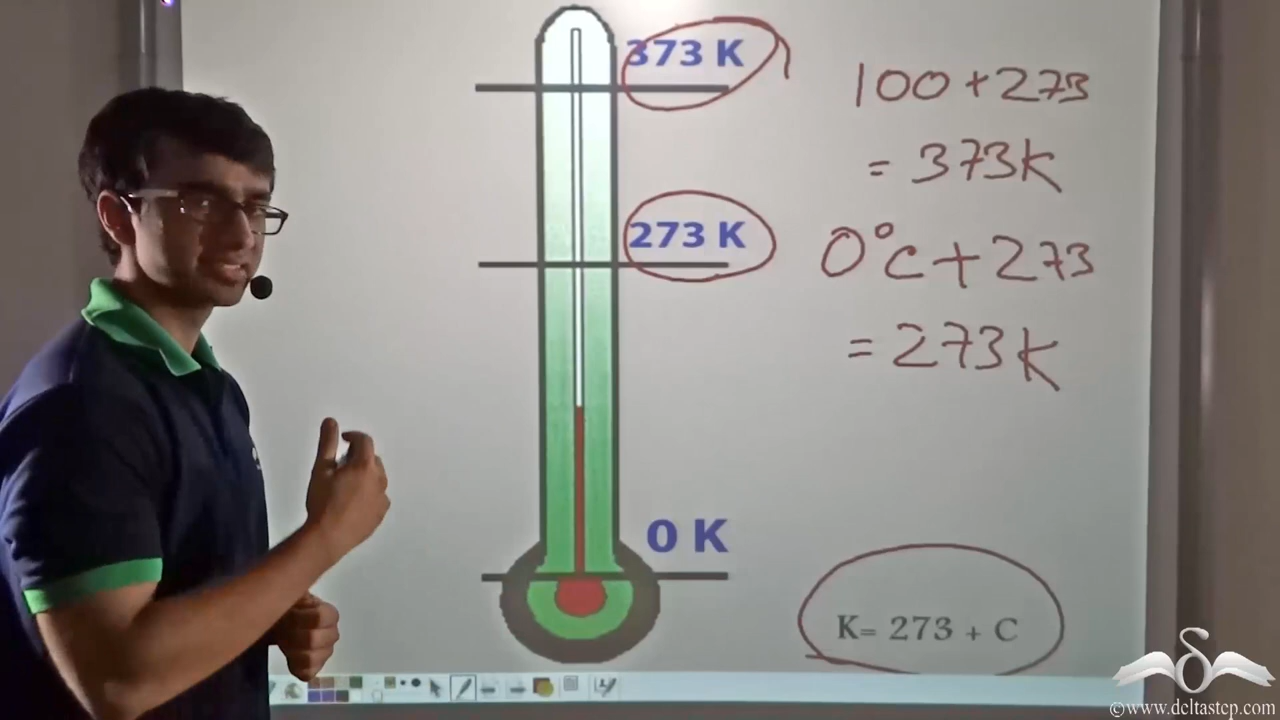 373 K
100 + 273
= 373K
273 K
0°C + 273
= 273K
0 K
K= 273 + C
©www.deltastep.com